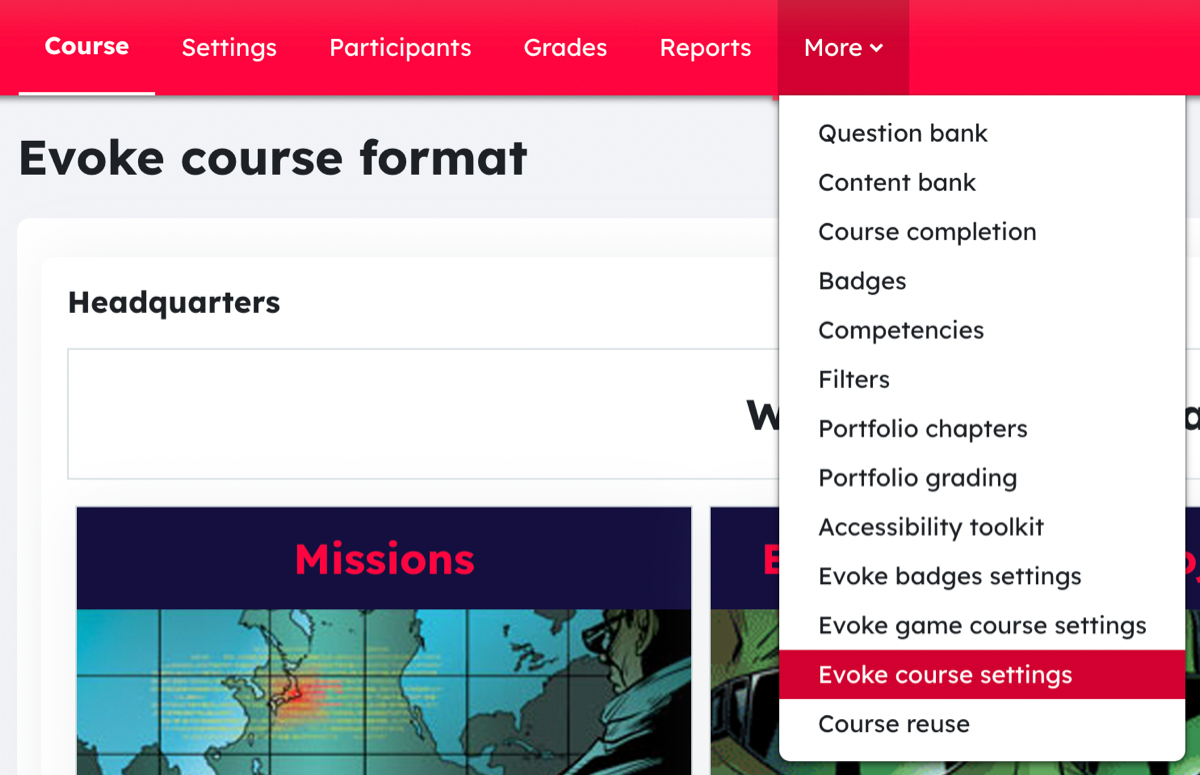 Course Settings Participants Grades Reports More
Evoke course format
Question bank
Content bank
Course completion
Badges
Competencies
Filters
Portfolio chapters
Portfolio grading
Accessibility toolkit
Evoke badges settings
Evoke game course settings
Evoke course settings
Course reuse
Headquarters
Missions